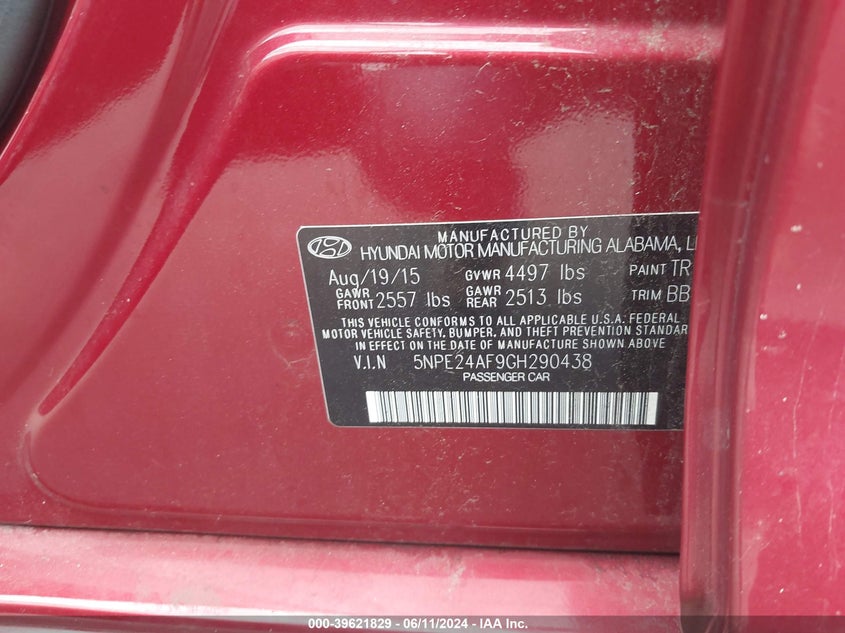 MANUFACTURED BY
HYUNDAI MOTOR MANUFACTURING ALABAMA, L
Aug/19/15 GVWR 4497 lbs PAINT TR
GAWR FRONT 2557 lbs GAWR REAR 2513 lbs TRIM BB
THIS VEHICLE CONFORMS TO ALL APPLICABLE U.S.A. FEDERAL
MOTOR VEHICLE SAFETY, BUMPER, AND THEFT PREVENTION STANDARDS
IN EFFECT ON THE DATE OF MANUFACTURE SHOWN ABOVE
V.I.N 5NPE24AF9GH290438
PASSENGER CAR
000-39621829 - 06/11/2024 - IAA Inc.